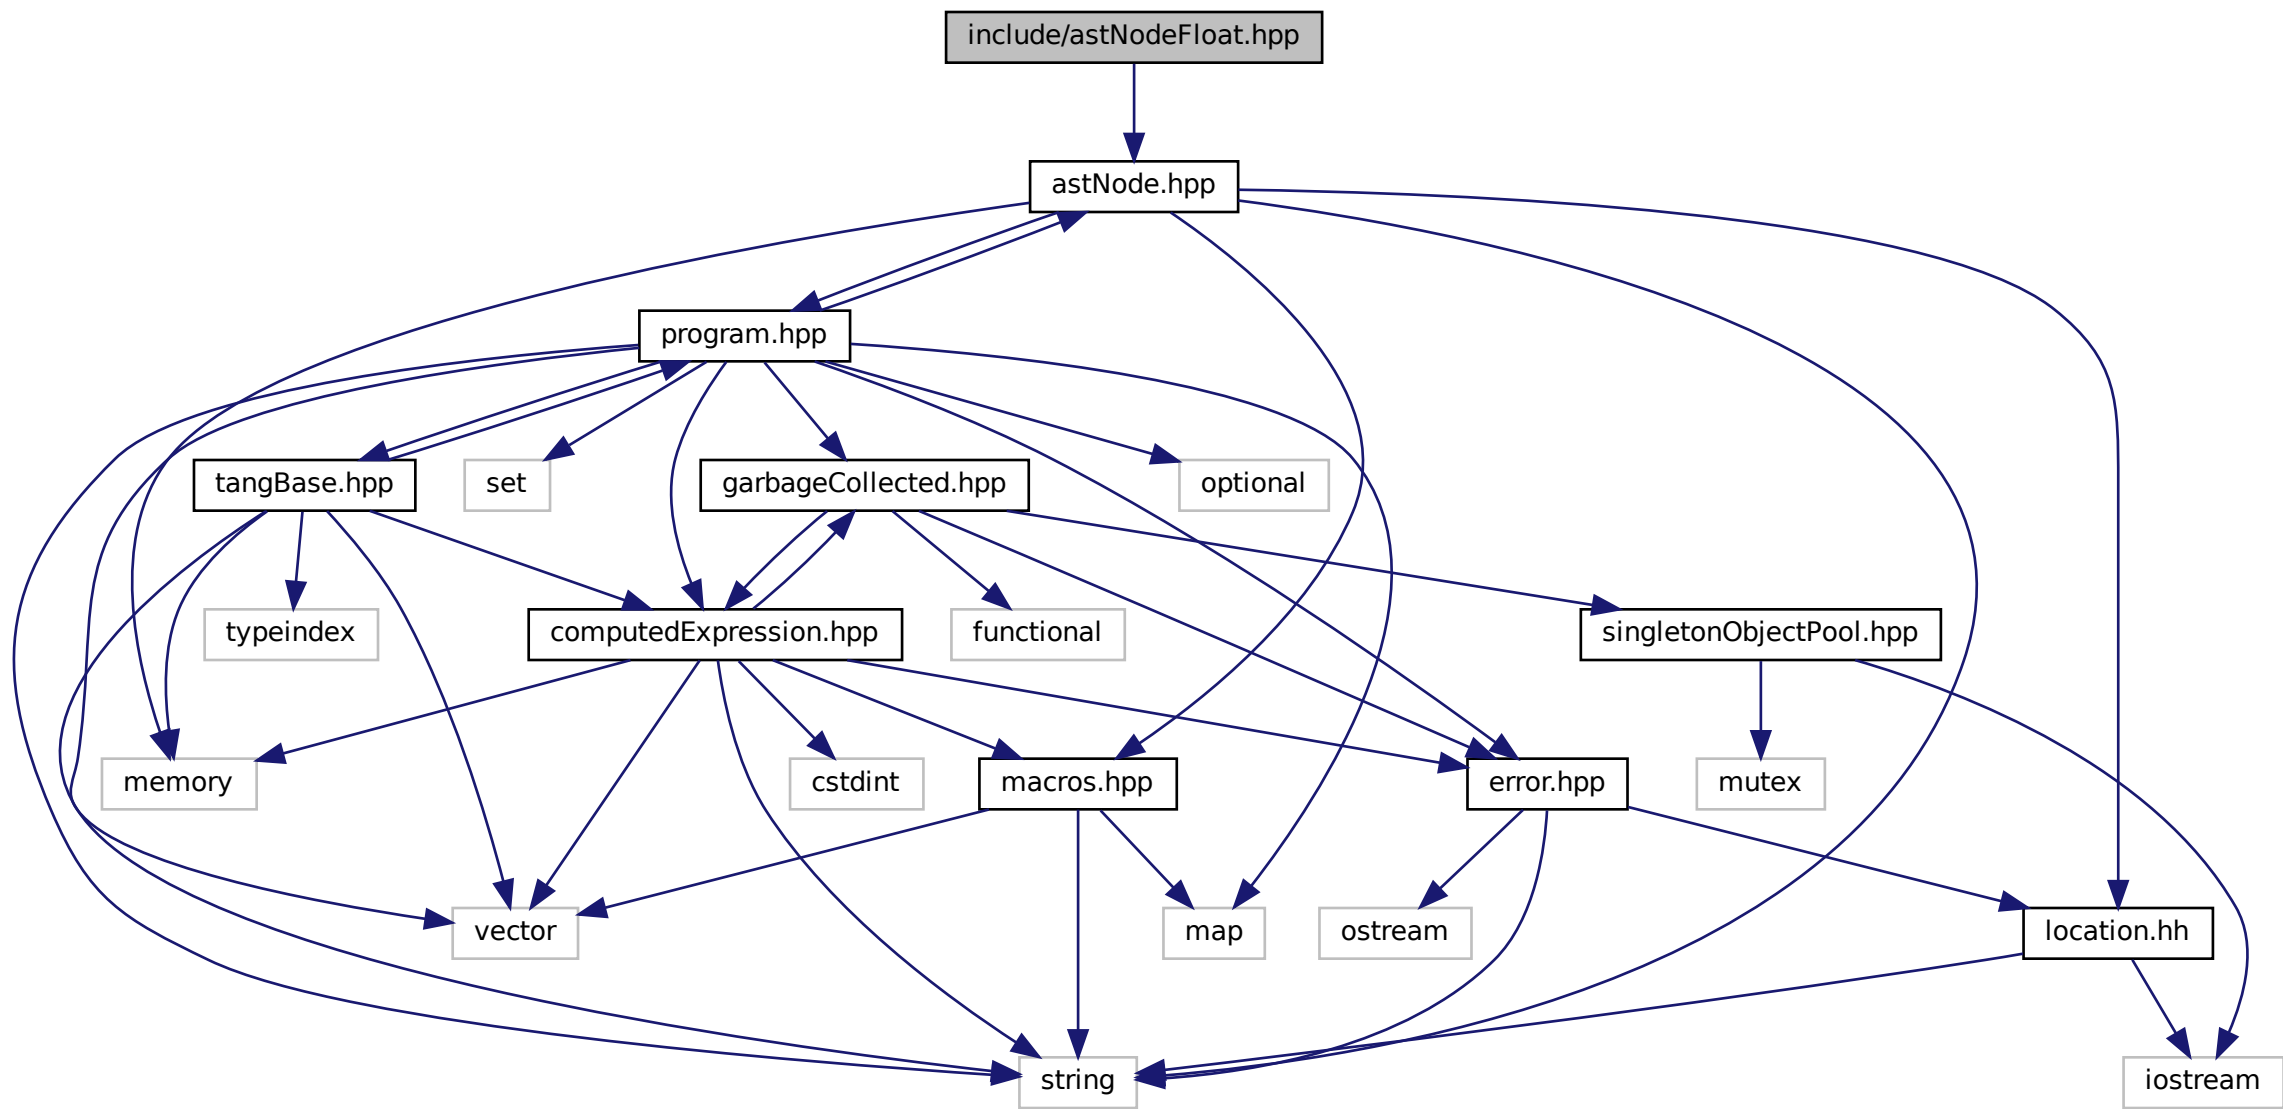 include/astNodeFloat.hpp
astNode.hpp
program.hpp
tangBase.hpp
set
garbageCollected.hpp
optional
typeindex
computedExpression.hpp
functional
singletonObjectPool.hpp
memory
cstdint
macros.hpp
error.hpp
mutex
vector
map
ostream
location.hh
string
iostream